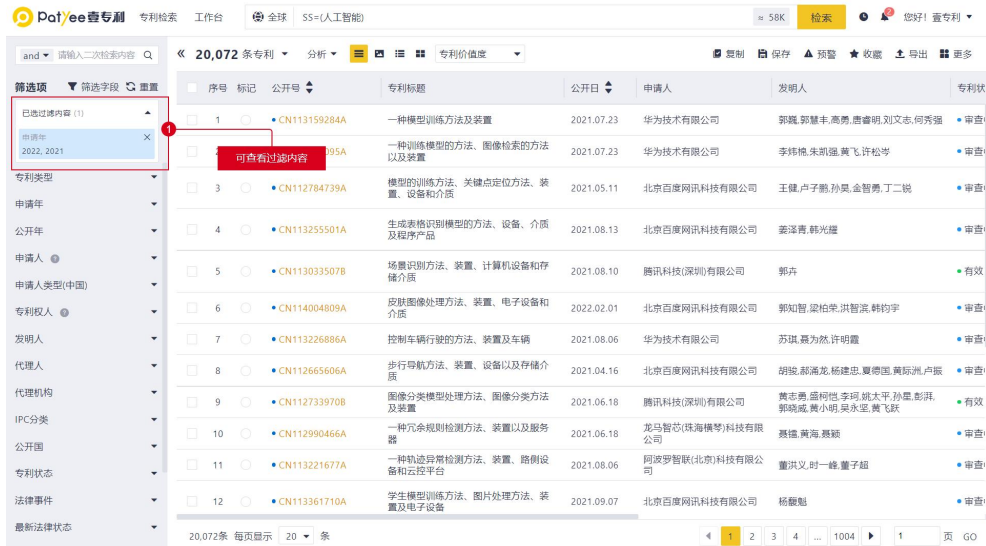 Patyee壹专利 专利检索 工作台 全球 SS=(人工智能) ≈ 58K 检索 2 您好！壹专利
and 请输入二次检索内容 20,072 条专利 分析 专利价值度 复制 保存 预警 收藏 导出 更多
筛选项 筛选字段 重置 序号 标记 公开号 专利标题 公开日 申请人 发明人 专利状
已选过滤内容 (1)
申请年
2022, 2021
1
可查看过滤内容
1 CN113159284A 一种模型训练方法及装置 2021.07.23 华为技术有限公司 郭巍,郭慧丰,高勇,唐睿明,刘文志,何秀强 审查
095A 一种训练模型的方法、图像检索的方法以及装置 2021.07.23 华为技术有限公司 李炜棉,朱凯强,黄飞,许松岑 审查
3 CN112784739A 模型的训练方法、关键点定位方法、装置、设备和介质 2021.05.11 北京百度网讯科技有限公司 王健,卢子鹏,孙昊,金智勇,丁二锐 审查
4 CN113255501A 生成表格识别模型的方法、设备、介质及程序产品 2021.08.13 北京百度网讯科技有限公司 姜泽青,韩光耀 审查
5 CN113033507B 场景识别方法、装置、计算机设备和存储介质 2021.08.10 腾讯科技(深圳)有限公司 郭卉 有效
6 CN114004809A 皮肤图像处理方法、装置、电子设备和介质 2022.02.01 北京百度网讯科技有限公司 郭知智,梁柏荣,洪智滨,韩钧宇 审查
7 CN113226886A 控制车辆行驶的方法、装置及车辆 2021.08.06 华为技术有限公司 苏琪,聂为然,许明霞 审查
8 CN112665606A 步行导航方法、装置、设备以及存储介质 2021.04.16 北京百度网讯科技有限公司 胡骏,郝涌龙,杨建忠,夏德国,黄际洲,卢振 审查
9 CN112733970B 图像分类模型处理方法、图像分类方法及装置 2021.06.18 腾讯科技(深圳)有限公司 黄志勇,盛柯恺,李珂,姚太平,孙星,彭湃,郭晓威,黄小明,吴永坚,黄飞跃 有效
10 CN112990466A 一种冗余规则检测方法、装置以及服务器 2021.06.18 龙马智芯(珠海横琴)科技有限公司 聂镭,黄海,聂颖 审查
11 CN113221677A 一种轨迹异常检测方法、装置、路侧设备和云控平台 2021.08.06 阿波罗智联(北京)科技有限公司 董洪义,时一峰,董子超 审查
12 CN113361710A 学生模型训练方法、图片处理方法、装置及电子设备 2021.09.07 北京百度网讯科技有限公司 杨馥魁 审查
专利类型
申请年
公开年
申请人
申请人类型(中国)
专利权人
发明人
代理人
代理机构
IPC分类
公开国
专利状态
法律事件
最新法律状态
20,072条 每页显示 20 条 1 2 3 4 ... 1004 1 页 GO